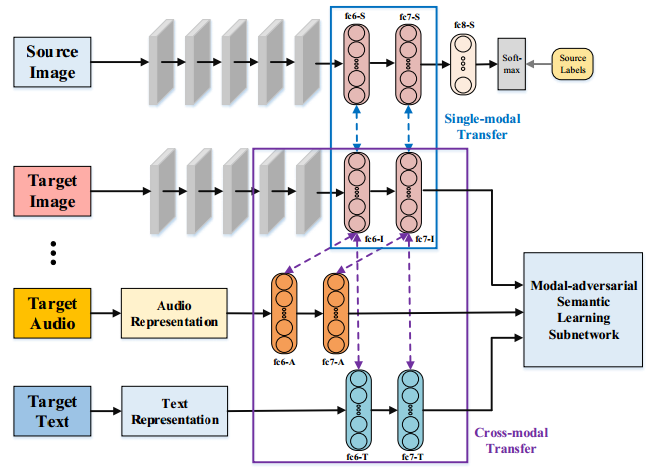 fc6-S
fc7-S
fc8-S
Source
Image
Soft-
max
Source
Labels
Single-modal
Transfer
Target
Image
fc6-I
fc7-I
Target
Audio
Audio
Representation
fc6-A
fc7-A
Modal-adversarial
Semantic
Learning
Subnetwork
Target
Text
Text
Representation
fc6-T
fc7-T
Cross-modal
Transfer